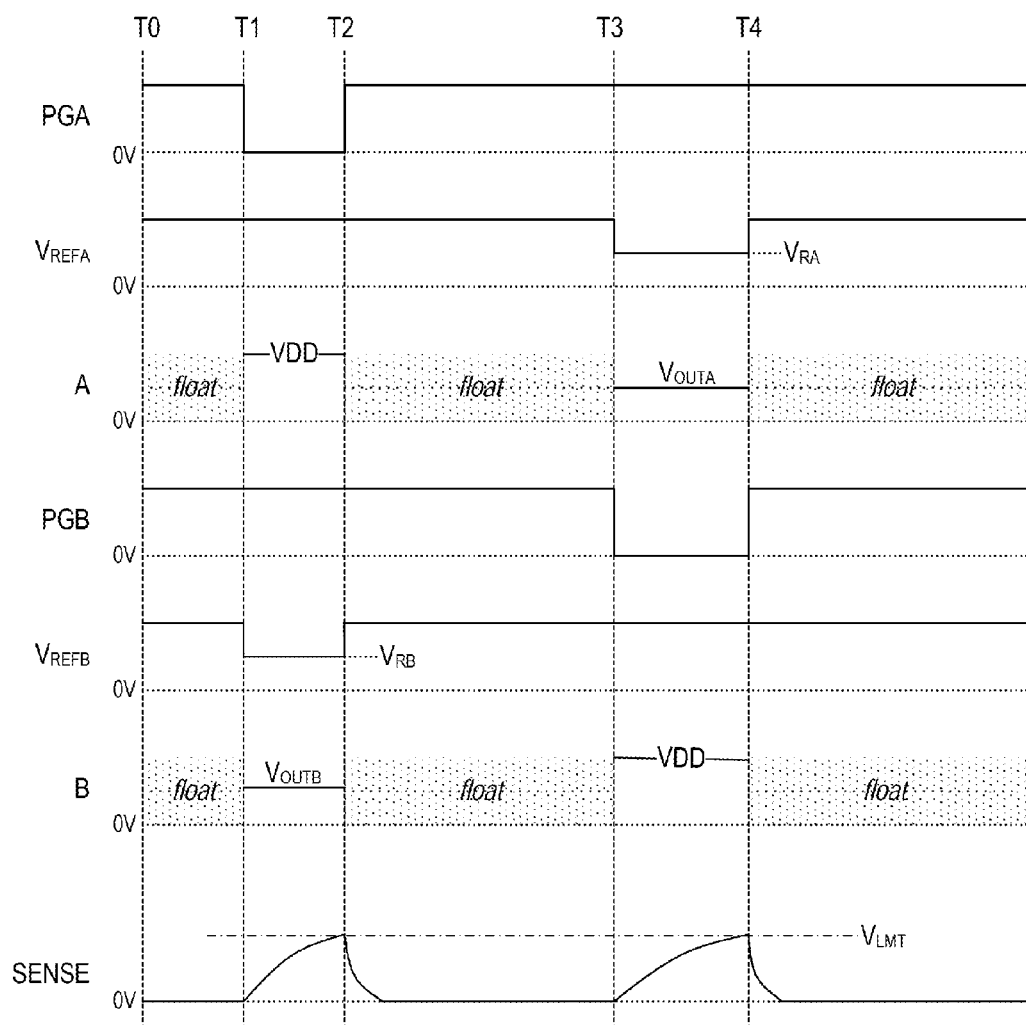 T0 T1 T2 T3 T4
PGA
0V
VREFA
VRA
0V
VDD
A
float
float
VOUTA
float
0V
PGB
0V
VREFB
VRB
0V
VDD
B
float
VOUTB
float
float
0V
VLMT
SENSE
0V